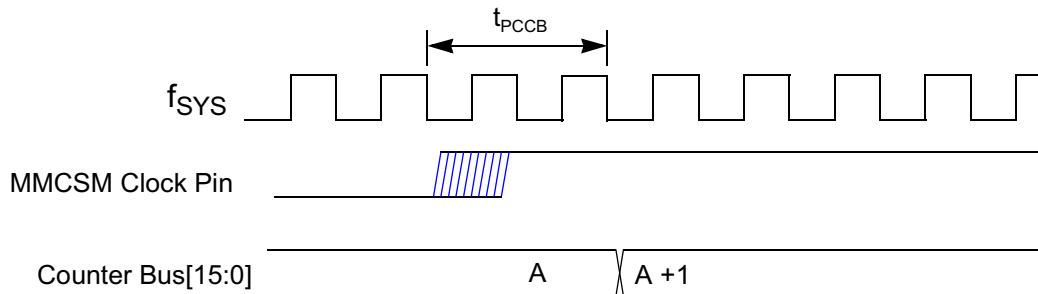 tPCCB
fSYS
MMCSM Clock Pin
Counter Bus[15:0] A A +1